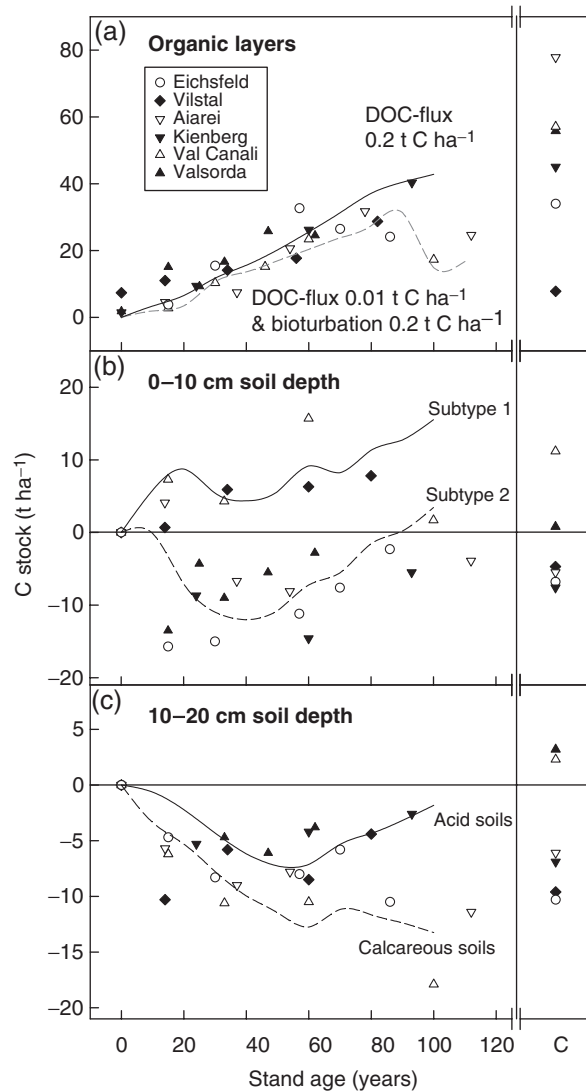 (a)
Organic layers
Eichsfeld
Vilstal
Aiarei
Kienberg
Val Canali
Valsorda
DOC-flux
0.2 t C ha⁻¹
DOC-flux 0.01 t C ha⁻¹
& bioturbation 0.2 t C ha⁻¹
80
60
40
20
0
(b)
0–10 cm soil depth
Subtype 1
Subtype 2
20
10
0
−10
−20
C stock (t ha⁻¹)
(c)
10–20 cm soil depth
Acid soils
Calcareous soils
5
0
−5
−10
−15
−20
0 20 40 60 80 100 120 C
Stand age (years)